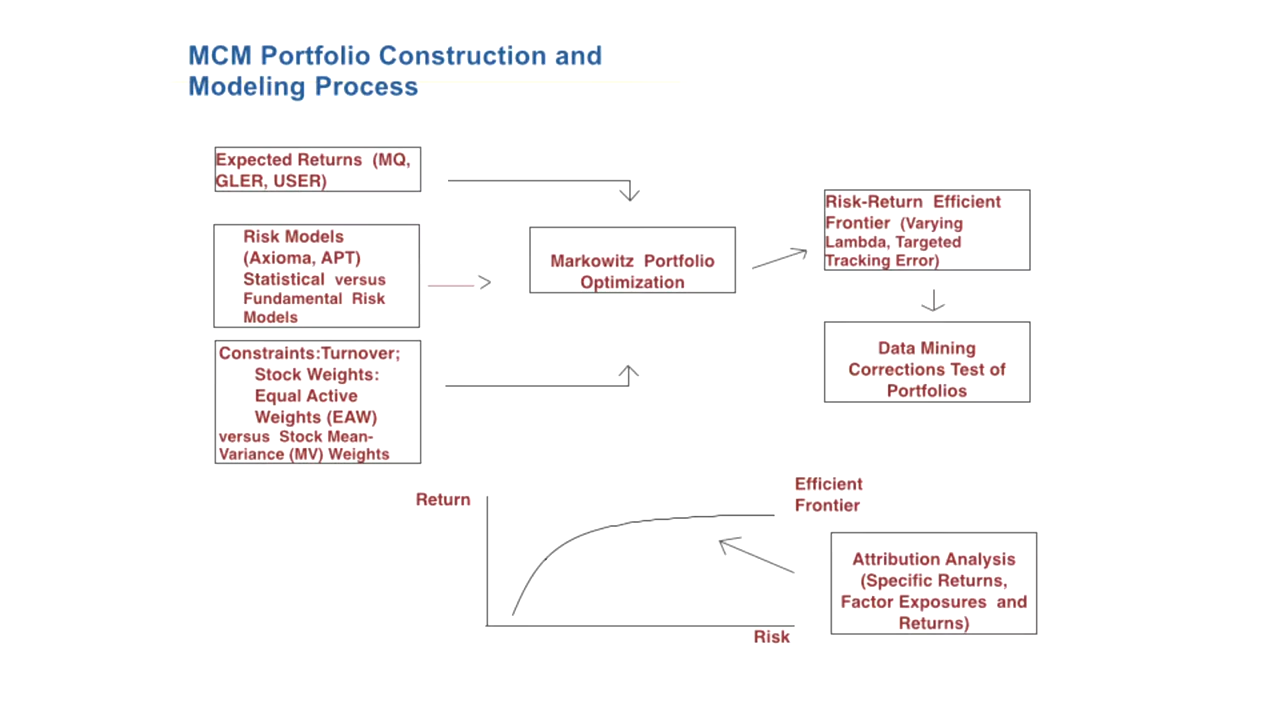 MCM Portfolio Construction and
Modeling Process
Expected Returns (MQ,
GLER, USER)
Risk Models
(Axioma, APT)
Statistical versus
Fundamental Risk
Models
Constraints:Turnover;
Stock Weights:
Equal Active
Weights (EAW)
versus Stock Mean-
Variance (MV) Weights
Markowitz Portfolio
Optimization
Risk-Return Efficient
Frontier (Varying
Lambda, Targeted
Tracking Error)
Data Mining
Corrections Test of
Portfolios
Return
Efficient
Frontier
Risk
Attribution Analysis
(Specific Returns,
Factor Exposures and
Returns)